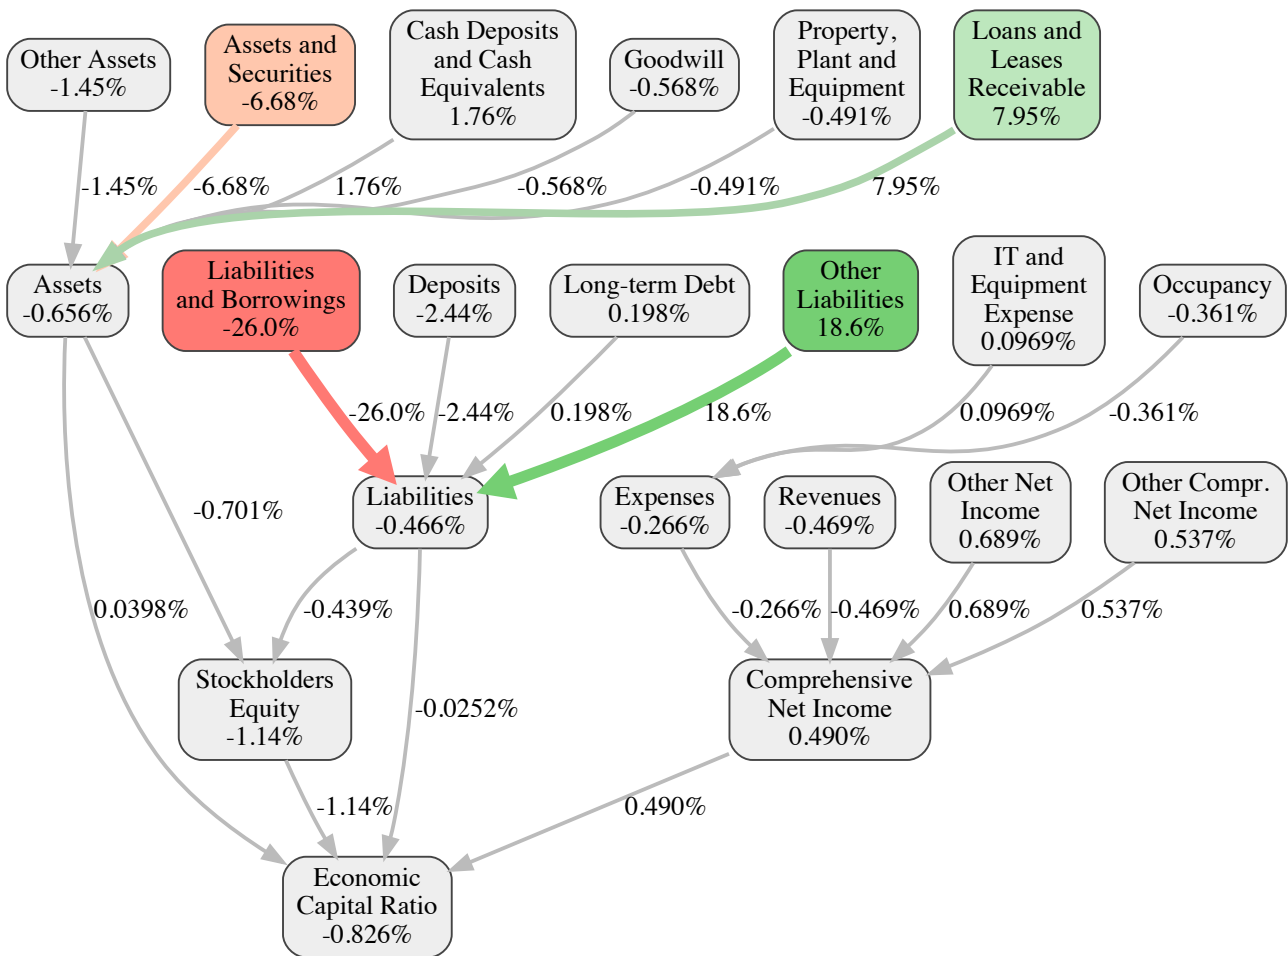 Other Assets
-1.45%
Assets and
Securities
-6.68%
Cash Deposits
and Cash
Equivalents
1.76%
Goodwill
-0.568%
Property,
Plant and
Equipment
-0.491%
Loans and
Leases
Receivable
7.95%
-1.45%
-6.68%
1.76%
-0.568%
-0.491%
7.95%
Assets
-0.656%
Liabilities
and Borrowings
-26.0%
Deposits
-2.44%
Long-term Debt
0.198%
Other
Liabilities
18.6%
IT and
Equipment
Expense
0.0969%
Occupancy
-0.361%
-26.0%
-2.44%
0.198%
18.6%
0.0969%
-0.361%
-0.701%
Liabilities
-0.466%
Expenses
-0.266%
Revenues
-0.469%
Other Net
Income
0.689%
Other Compr.
Net Income
0.537%
0.0398%
-0.439%
-0.266%
-0.469%
0.689%
0.537%
Stockholders
Equity
-1.14%
-0.0252%
Comprehensive
Net Income
0.490%
-1.14%
0.490%
Economic
Capital Ratio
-0.826%